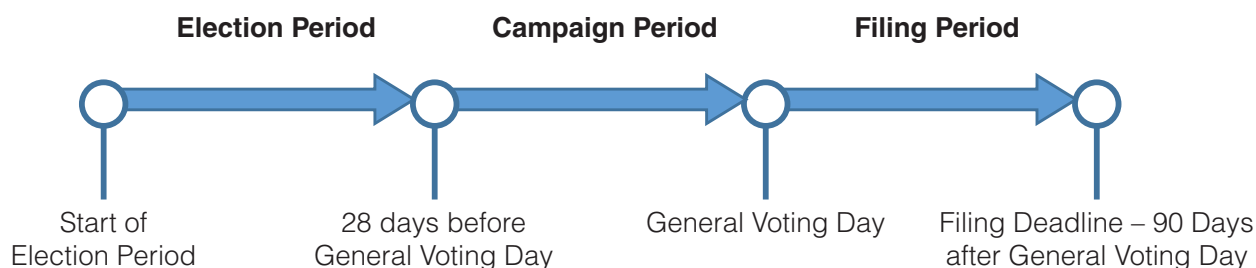 Election Period
Campaign Period
Filing Period
Start of
Election Period
28 days before
General Voting Day
General Voting Day
Filing Deadline – 90 Days
after General Voting Day